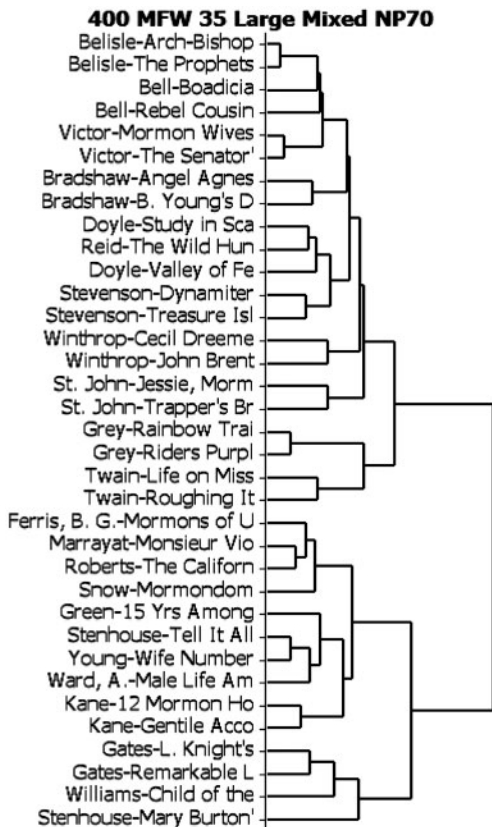 400 MFW 35 Large Mixed NP70
Belisle-Arch-Bishop
Belisle-The Prophets
Bell-Boadicia
Bell-Rebel Cousin
Victor-Mormon Wives
Victor-The Senator'
Bradshaw-Angel Agnes
Bradshaw-B. Young's D
Doyle-Study in Sca
Reid-The Wild Hun
Doyle-Valley of Fe
Stevenson-Dynamiter
Stevenson-Treasure Isl
Winthrop-Cecil Dreeme
Winthrop-John Brent
St. John-Jessie, Morm
St. John-Trapper's Br
Grey-Rainbow Trai
Grey-Riders Purpl
Twain-Life on Miss
Twain-Roughing It
Ferris, B. G.-Mormons of U
Marrayat-Monsieur Vio
Roberts-The Californ
Snow-Mormondom
Green-15 Yrs Among
Stenhouse-Tell It All
Young-Wife Number
Ward, A.-Male Life Am
Kane-12 Mormon Ho
Kane-Gentile Acco
Gates-L. Knight's
Gates-Remarkable L
Williams-Child of the
Stenhouse-Mary Burton'